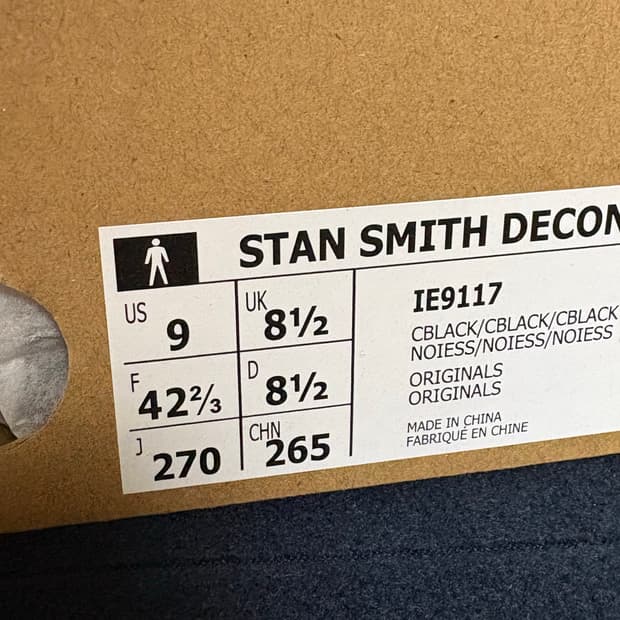 STAN SMITH DECON
US 9 UK 8½
F 42⅔ D 8½
J 270 CHN 265
IE9117
CBLACK/CBLACK/CBLACK
NOIESS/NOIESS/NOIESS
ORIGINALS
ORIGINALS
MADE IN CHINA
FABRIQUÉ EN CHINE